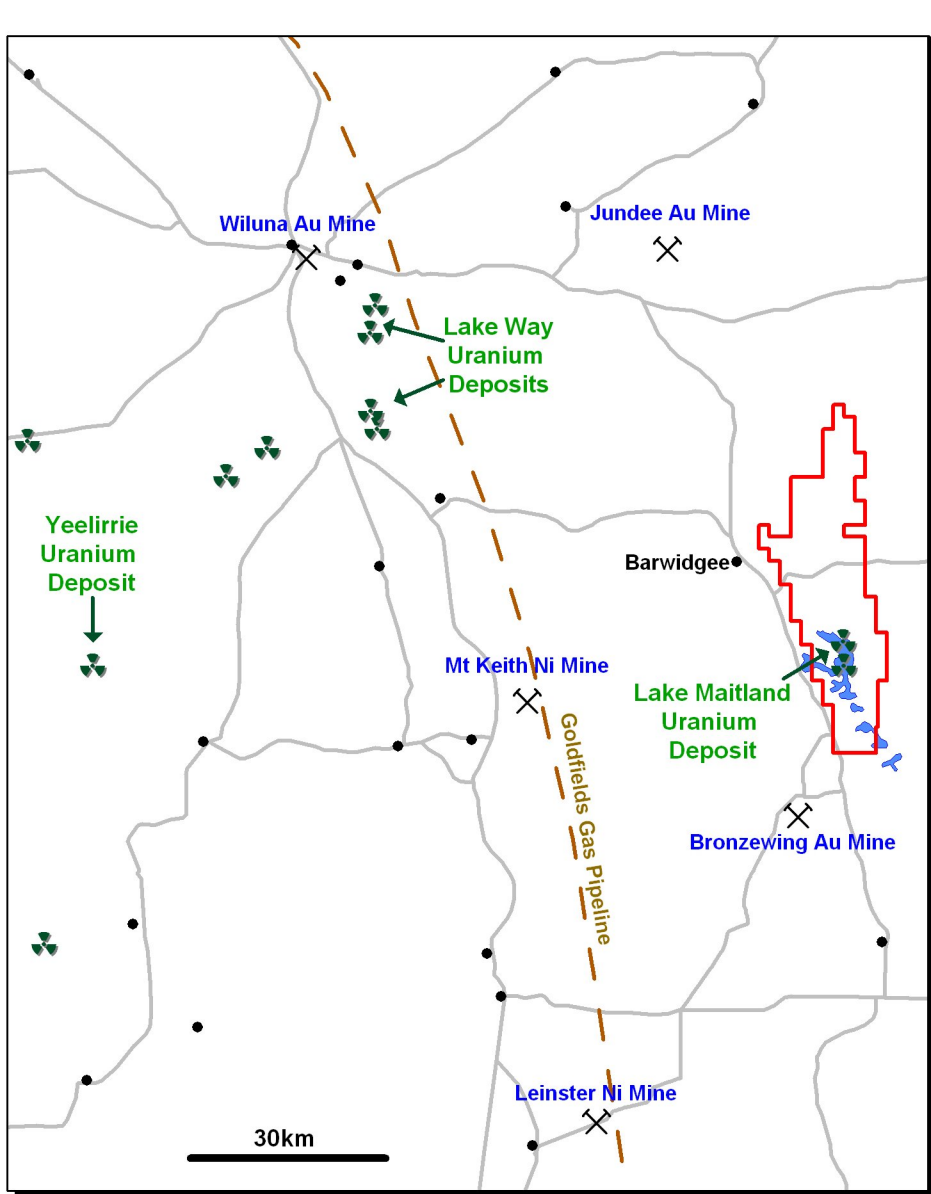 Wiluna Au Mine
Jundee Au Mine
Lake Way
Uranium
Deposits
Yeelirrie
Uranium
Deposit
Barwidgee
Mt Keith Ni Mine
Lake Maitland
Uranium
Deposit
Goldfields Gas Pipeline
Bronzewing Au Mine
Leinster Ni Mine
30km